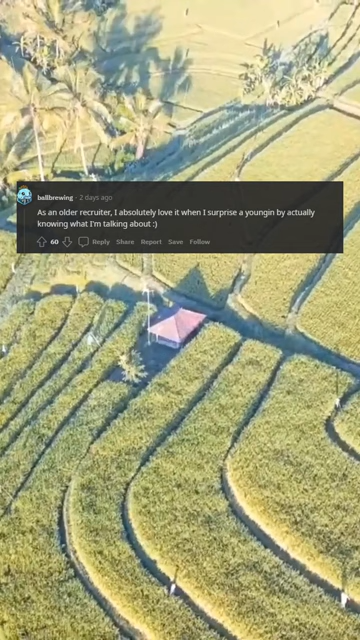 ballbrewing · 2 days ago
As an older recruiter, I absolutely love it when I surprise a youngin by actually
knowing what I'm talking about :)
60 Reply Share Report Save Follow